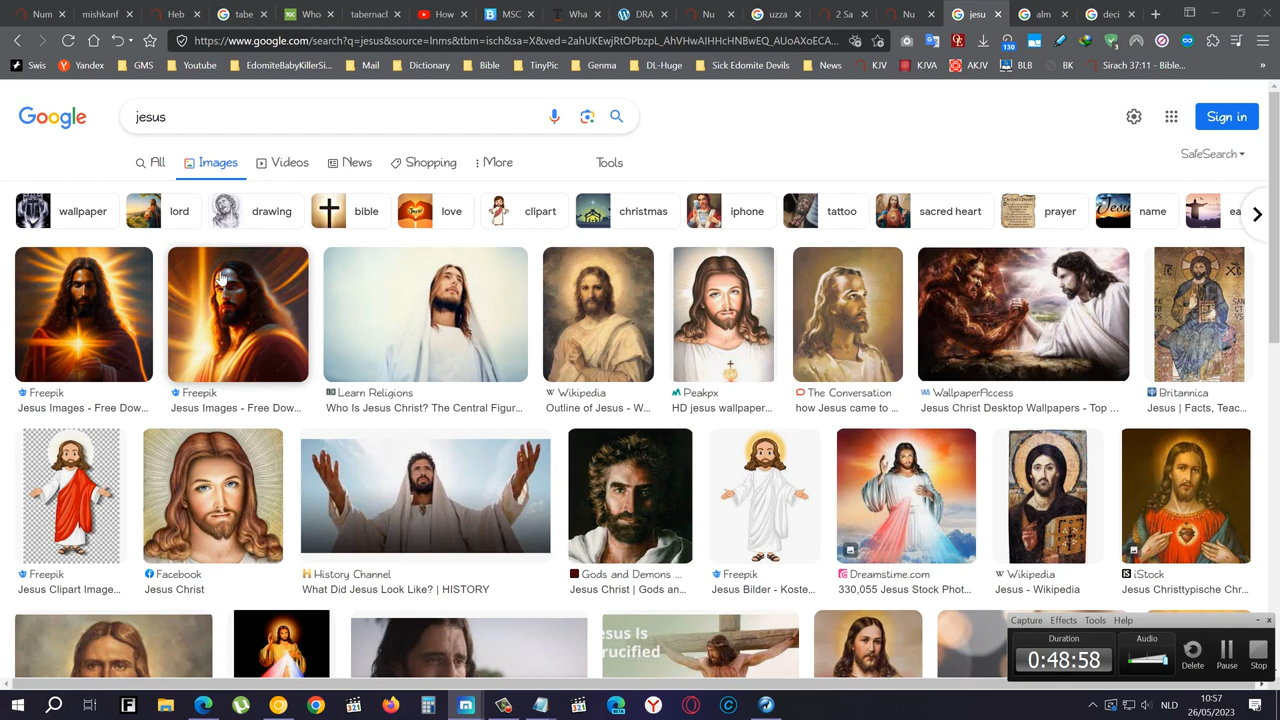 Num
mishkanf
Heb
tabe
Who
tabernacl
How
MSC
Wha
DRA
Nu
uzza
2 Sa
Nu
jesu
alm
deci
https://www.google.com/search?q=jesus&source=lnms&tbm=isch&sa=X&ved=2ahUKEwjRtOPbzpL_AhVHwAIHHcHNBwEQ_AUoAXoECA...
130
3
Swis
Yandex
GMS
Youtube
EdomiteBabyKillerSi...
Mail
Dictionary
Bible
TinyPic
Genma
DL-Huge
Sick Edomite Devils
News
KJV
KJVA
AKJV
BLB
BK
Sirach 37:11 - Bible...
»
Google
jesus
Sign in
All
Images
Videos
News
Shopping
More
Tools
SafeSearch
wallpaper
lord
drawing
bible
love
clipart
christmas
iphone
tattoo
sacred heart
prayer
name
ea
Freepik
Jesus Images - Free Dow...
Freepik
Jesus Images - Free Dow...
Learn Religions
Who Is Jesus Christ? The Central Figur...
Wikipedia
Outline of Jesus - W...
Peakpx
HD jesus wallpaper...
The Conversation
how Jesus came to ...
WallpaperAccess
Jesus Christ Desktop Wallpapers - Top ...
Britannica
Jesus | Facts, Teac...
Freepik
Jesus Clipart Image...
Facebook
Jesus Christ
History Channel
What Did Jesus Look Like? | HISTORY
Gods and Demons ...
Jesus Christ | Gods an...
Freepik
Jesus Bilder - Koste...
Dreamstime.com
330,055 Jesus Stock Phot...
Wikipedia
Jesus - Wikipedia
iStock
Jesus Christtypische Chr...
esus Is
rucified
Capture
Effects
Tools
Help
Duration
0:48:58
Audio
Delete
Pause
Stop
NLD
10:57
26/05/2023